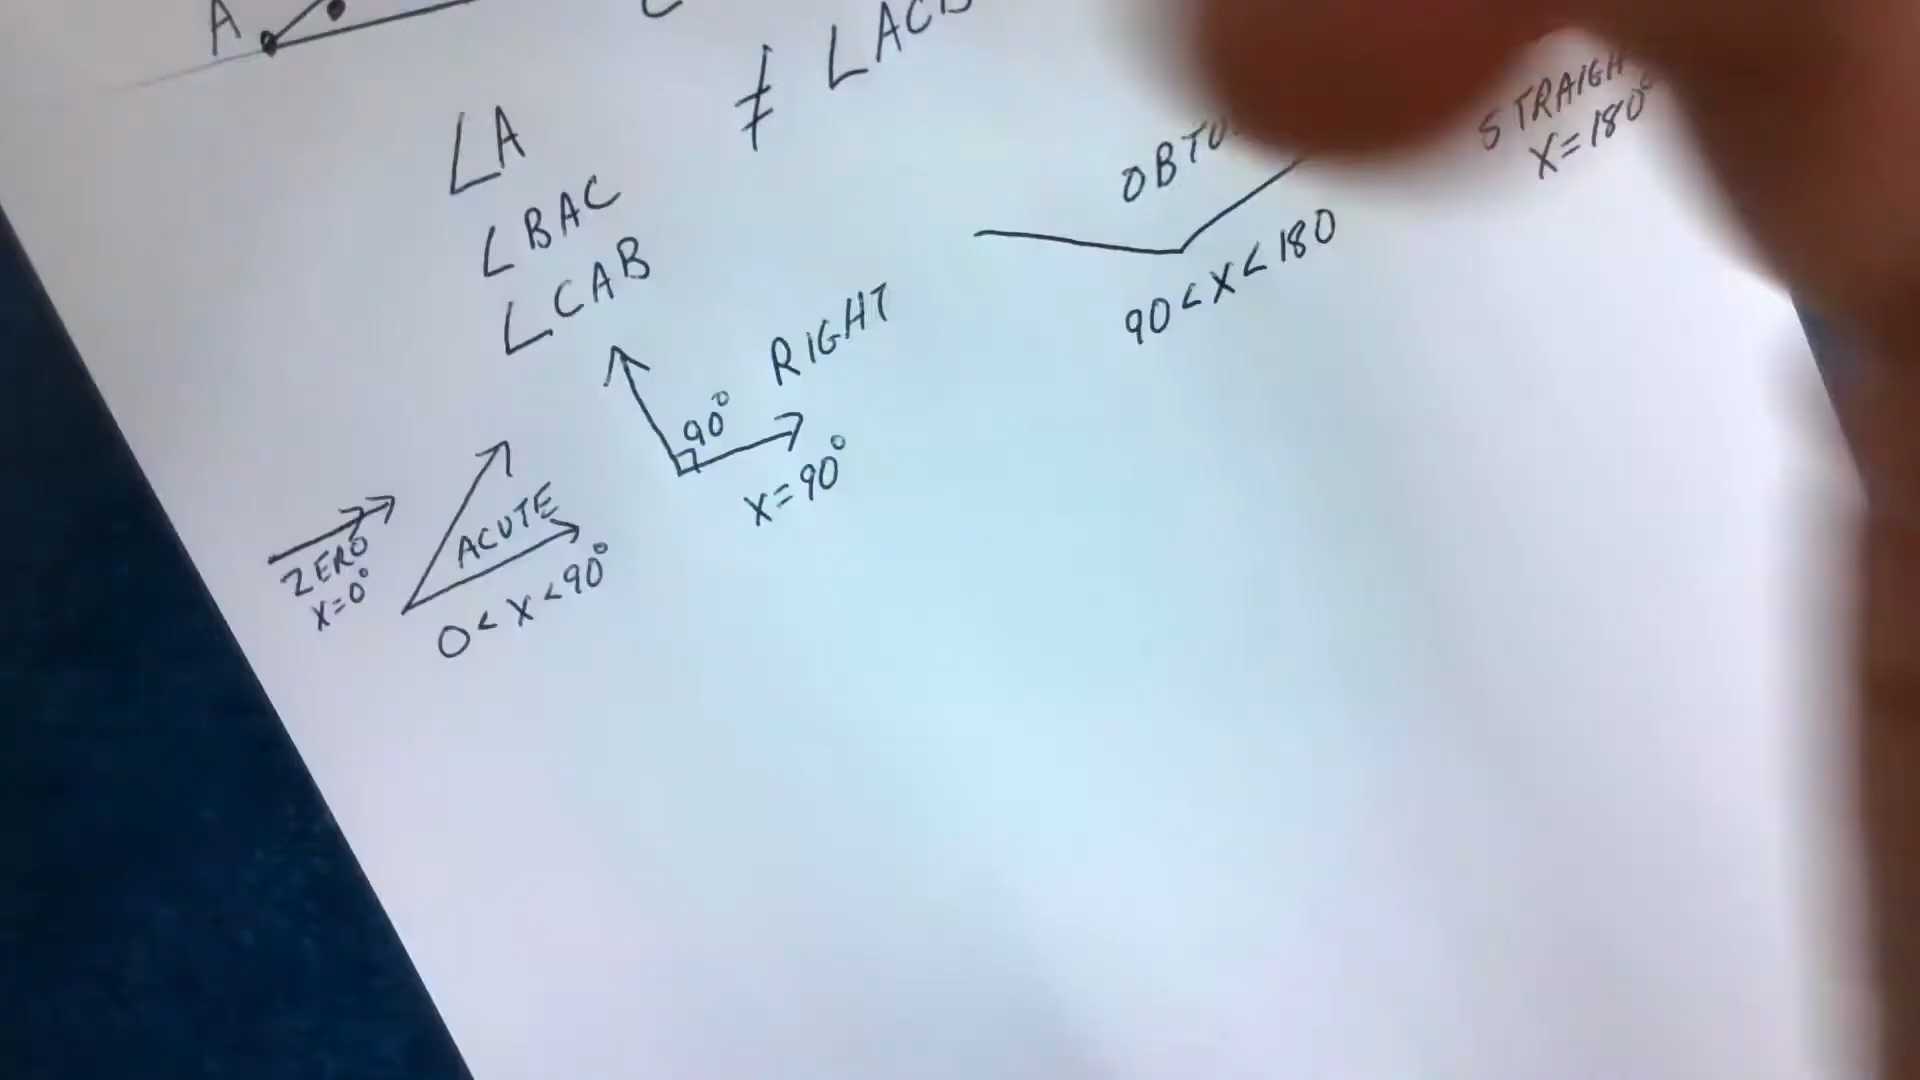 A
∠A
≠ ∠ACB
∠BAC
∠CAB
ZERO
X=0°
ACUTE
0<X<90°
90°
RIGHT
X=90°
90<X<180
X=180°